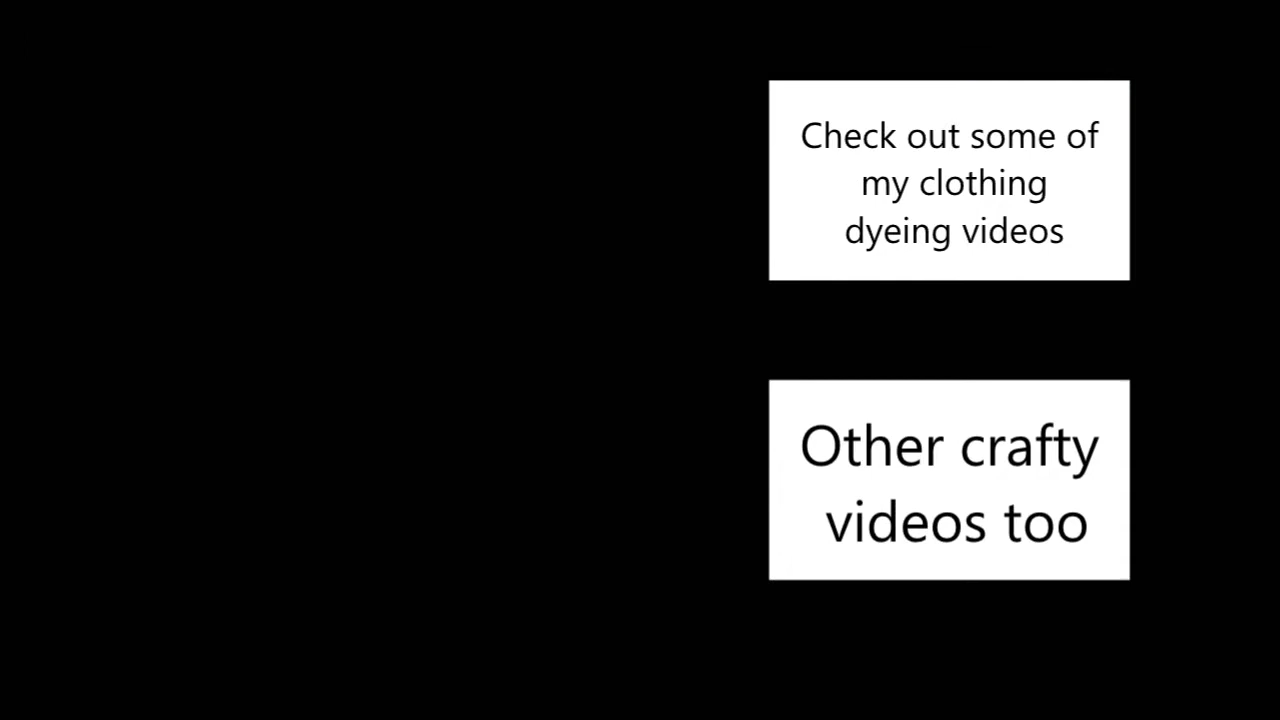 Check out some of
my clothing
dyeing videos
Other crafty
videos too